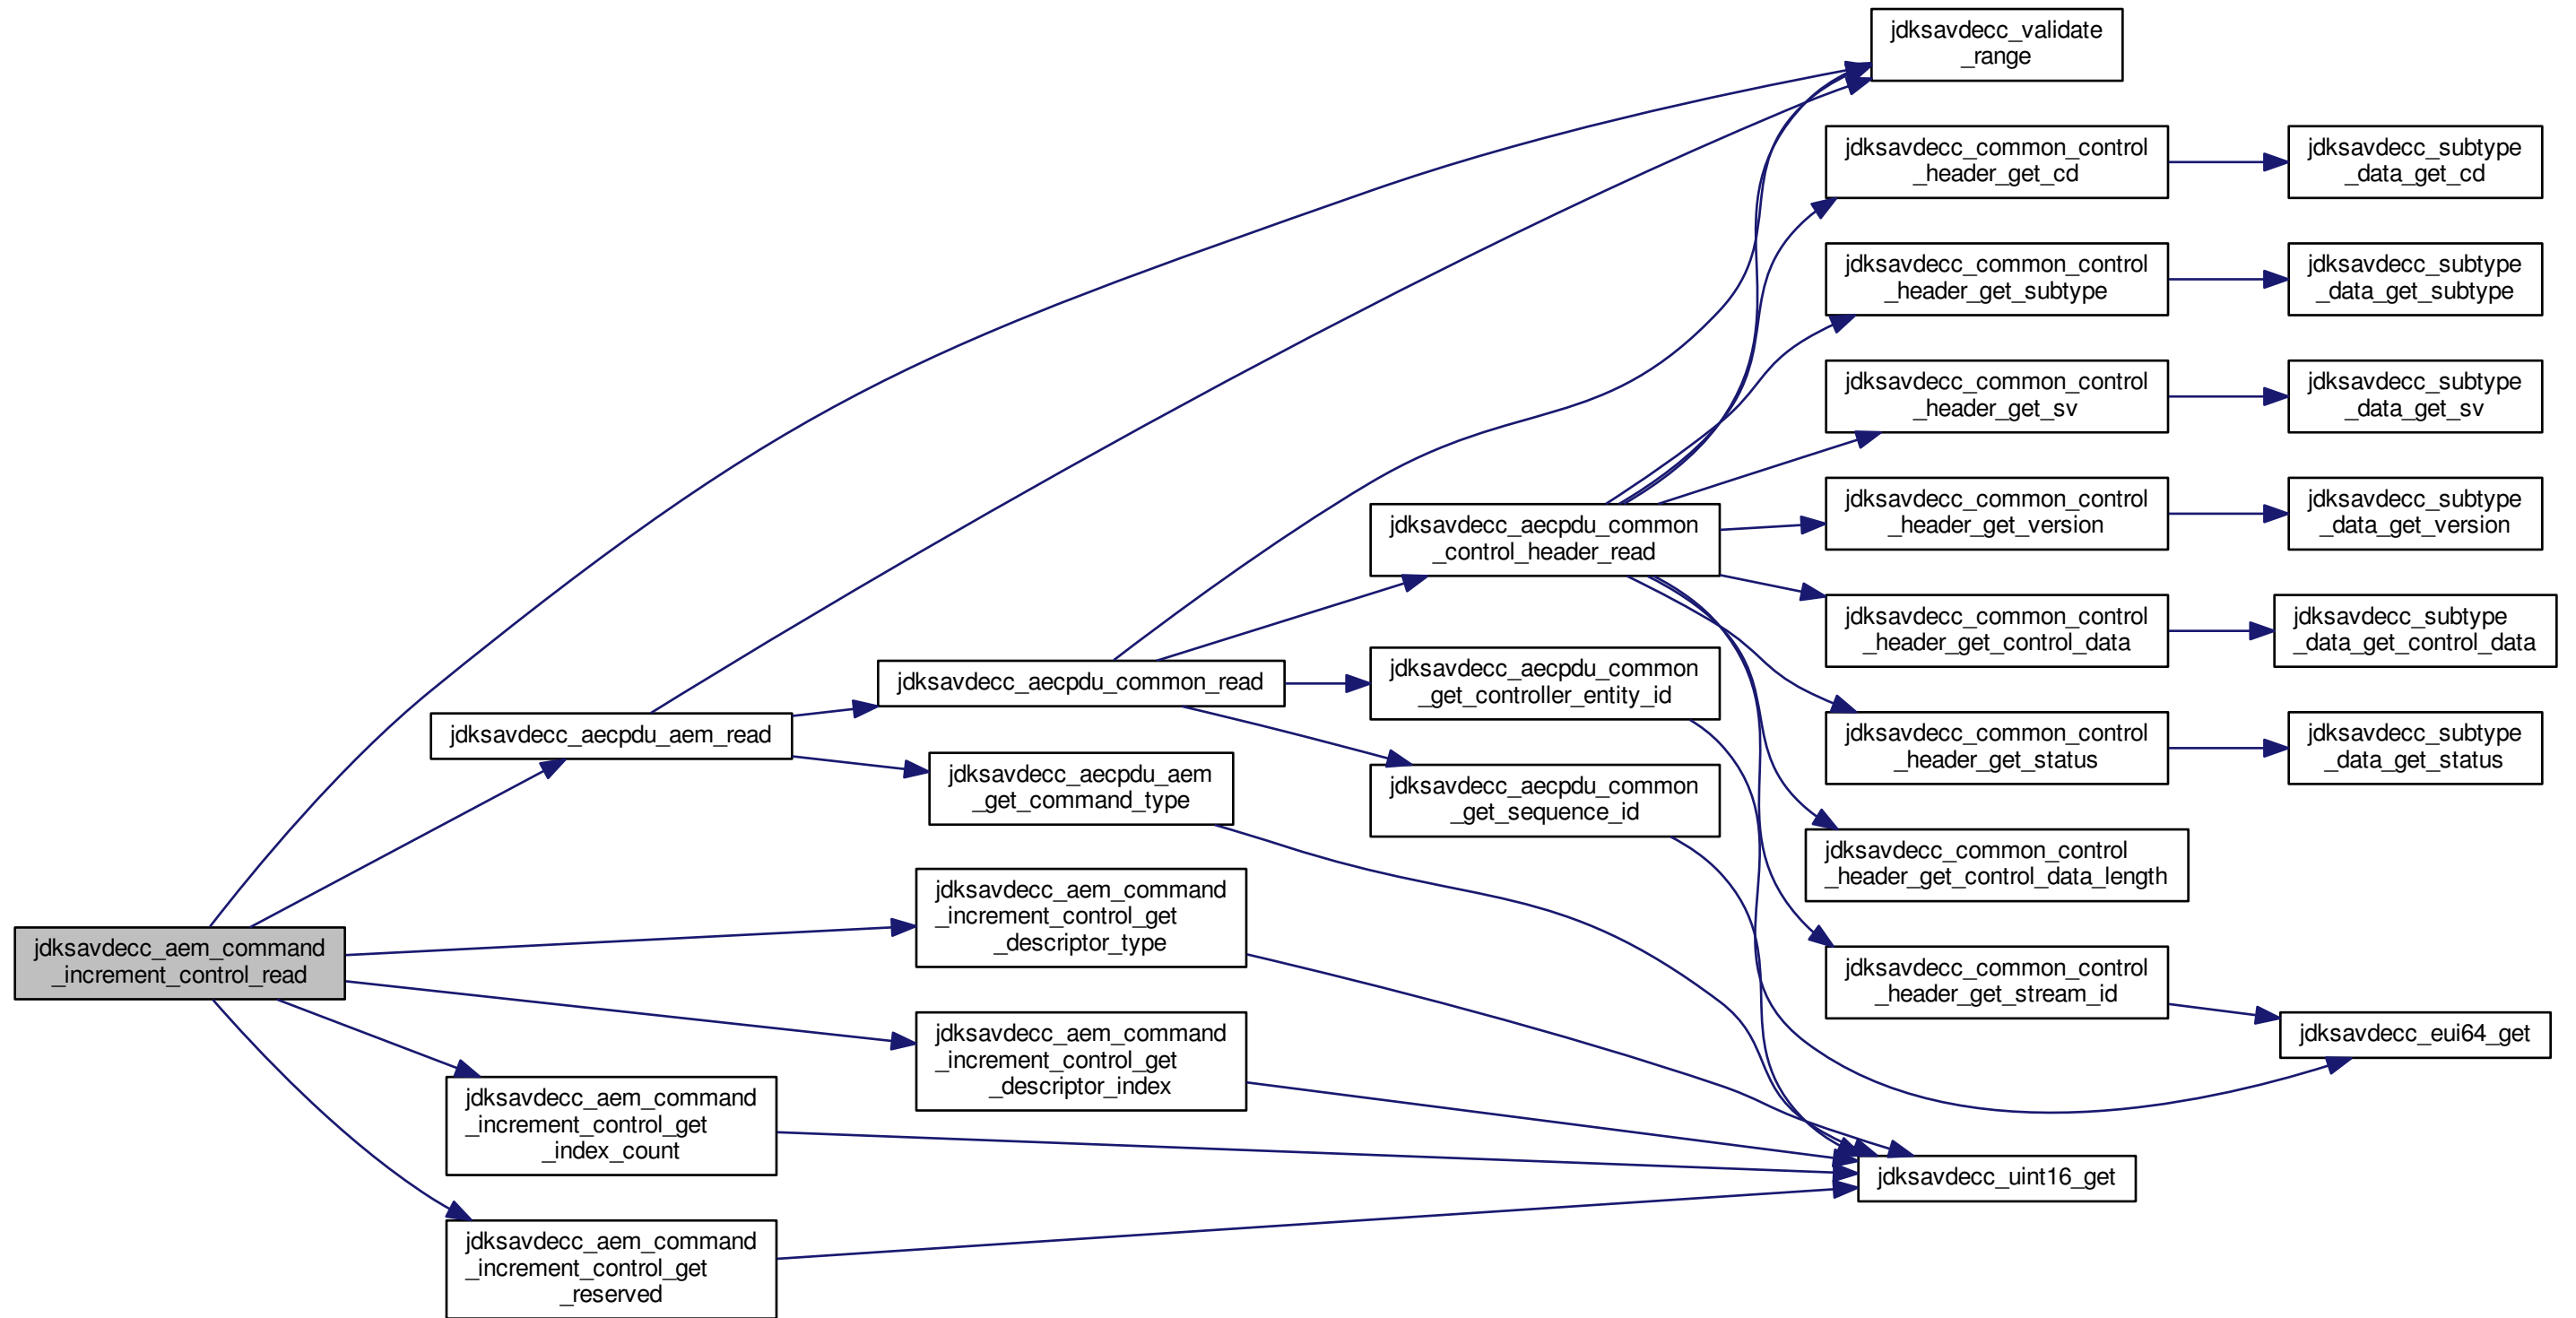 jdksavdecc_validate
_range
jdksavdecc_common_control
_header_get_cd
jdksavdecc_subtype
_data_get_cd
jdksavdecc_common_control
_header_get_subtype
jdksavdecc_subtype
_data_get_subtype
jdksavdecc_common_control
_header_get_sv
jdksavdecc_subtype
_data_get_sv
jdksavdecc_aecpdu_common
_control_header_read
jdksavdecc_common_control
_header_get_version
jdksavdecc_subtype
_data_get_version
jdksavdecc_common_control
_header_get_control_data
jdksavdecc_subtype
_data_get_control_data
jdksavdecc_aecpdu_common_read
jdksavdecc_aecpdu_common
_get_controller_entity_id
jdksavdecc_aecpdu_aem_read
jdksavdecc_common_control
_header_get_status
jdksavdecc_subtype
_data_get_status
jdksavdecc_aecpdu_aem
_get_command_type
jdksavdecc_aecpdu_common
_get_sequence_id
jdksavdecc_common_control
_header_get_control_data_length
jdksavdecc_aem_command
_increment_control_get
_descriptor_type
jdksavdecc_aem_command
_increment_control_read
jdksavdecc_common_control
_header_get_stream_id
jdksavdecc_eui64_get
jdksavdecc_aem_command
_increment_control_get
_descriptor_index
jdksavdecc_aem_command
_increment_control_get
_index_count
jdksavdecc_uint16_get
jdksavdecc_aem_command
_increment_control_get
_reserved